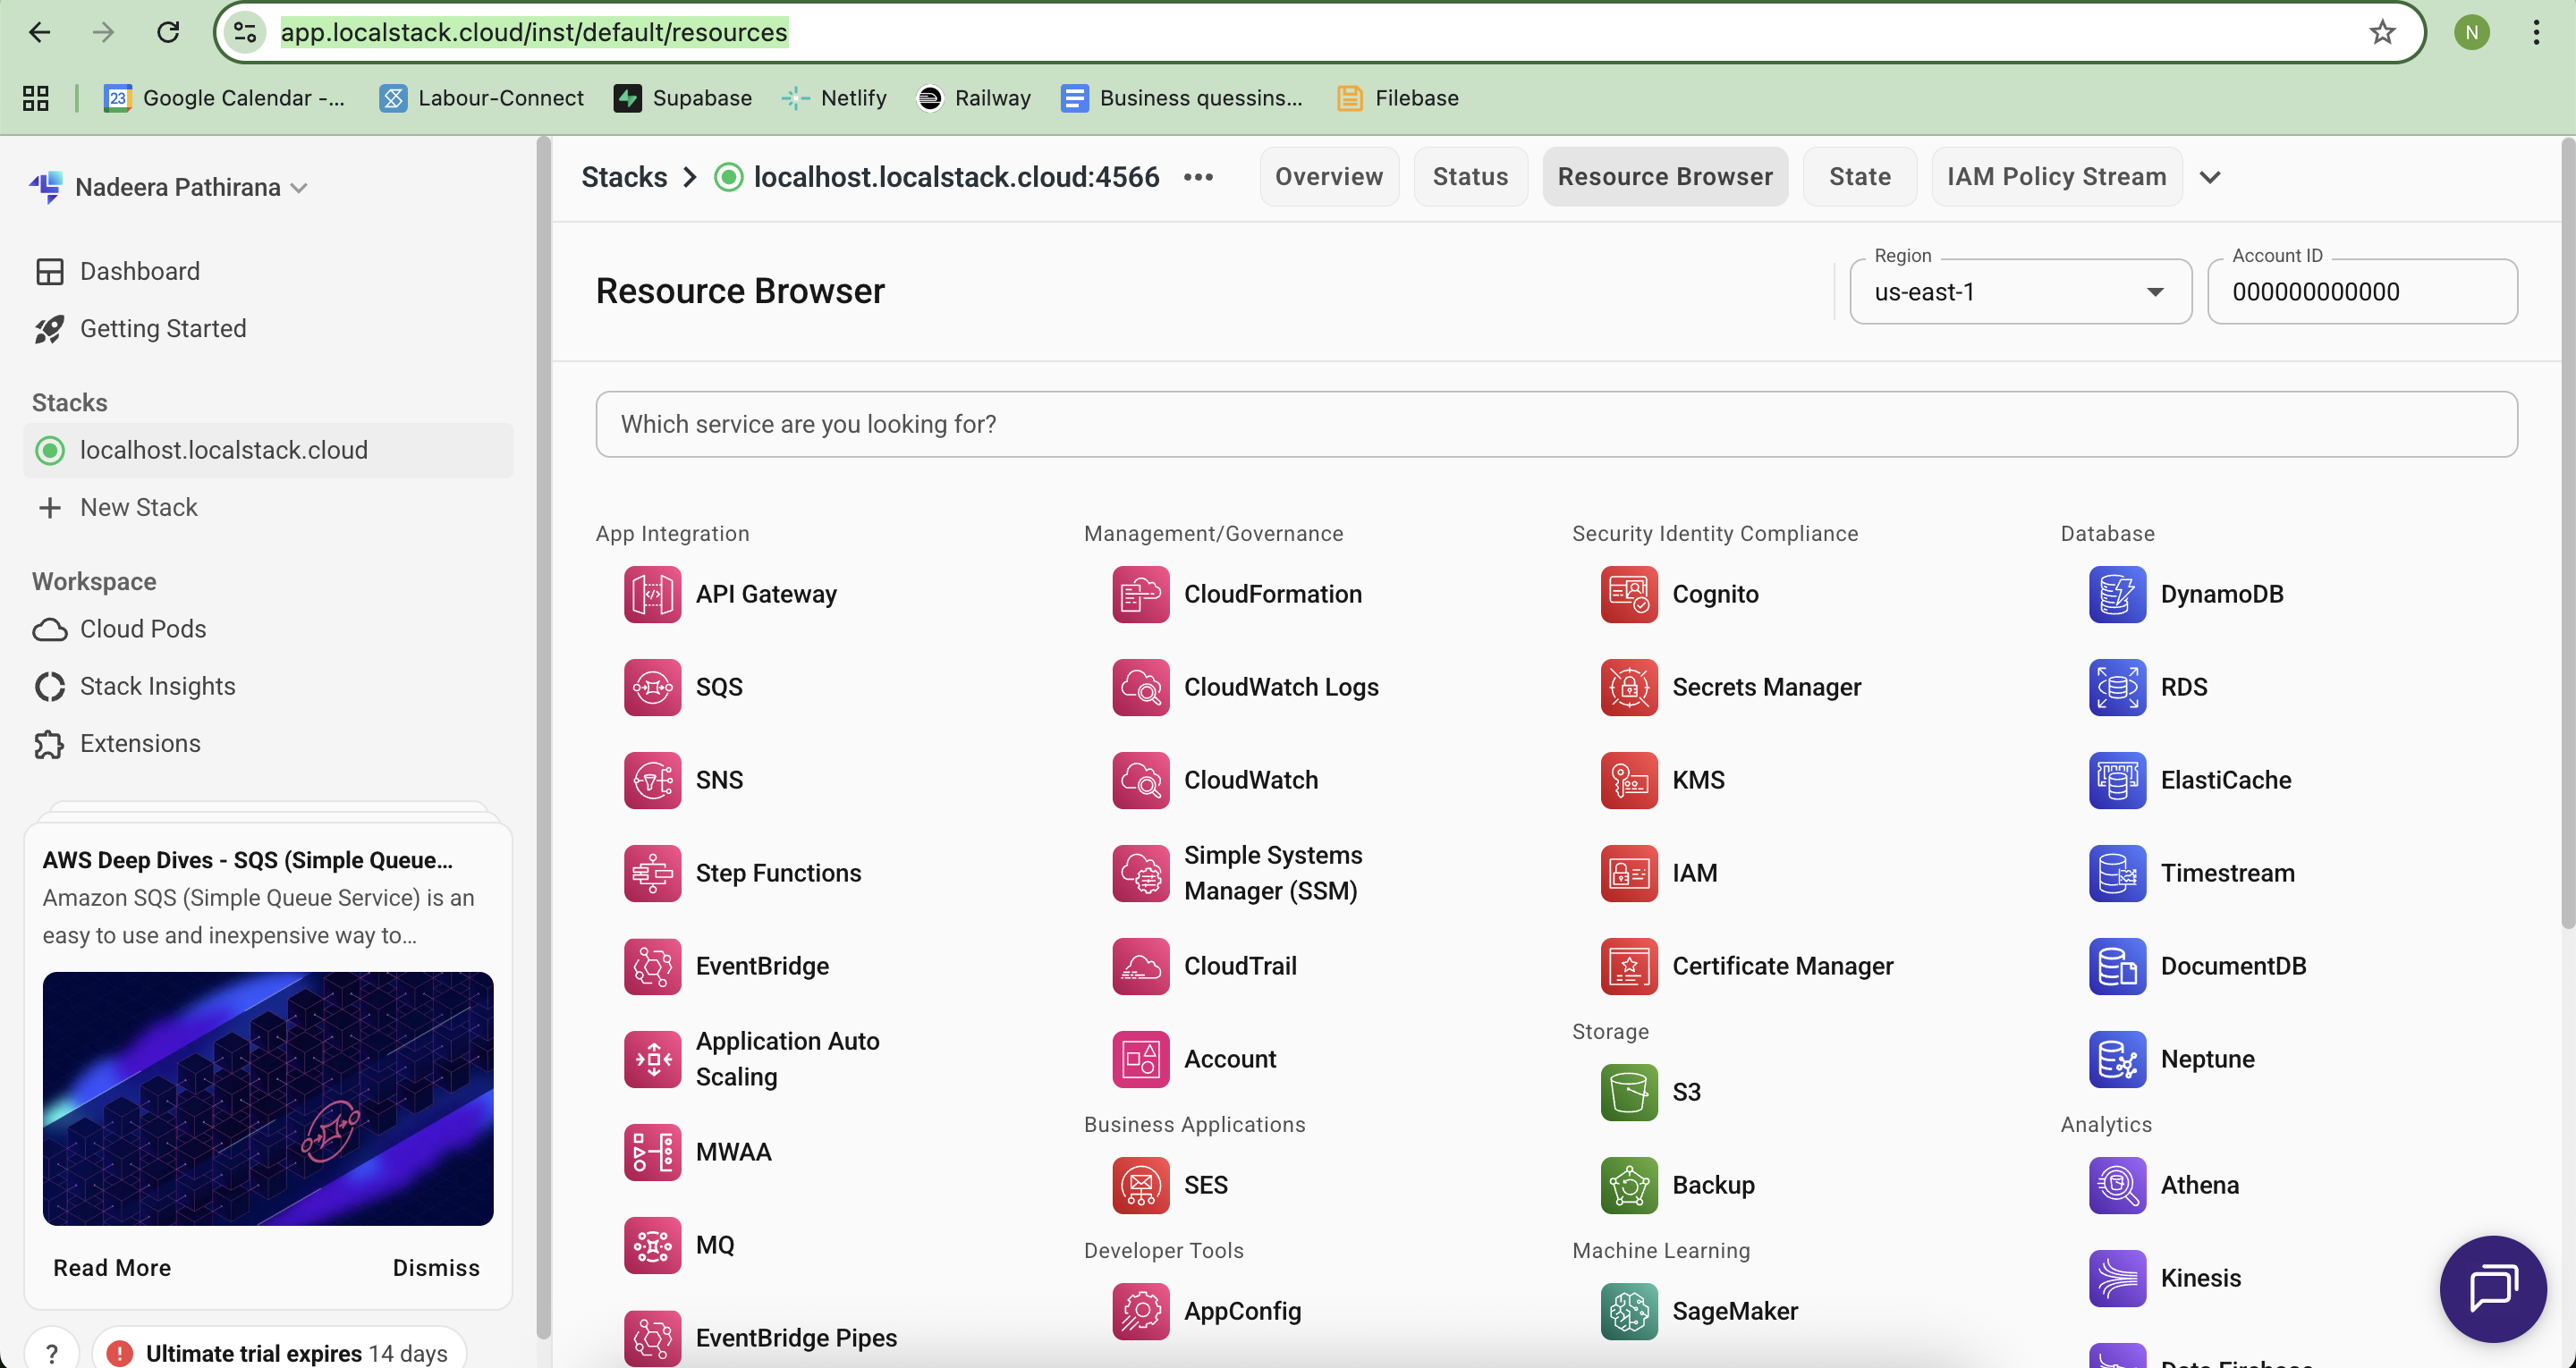 app.localstack.cloud/inst/default/resources
N
23
Google Calendar -...
Labour-Connect
Supabase
Netlify
Railway
Business quessins...
Filebase
Nadeera Pathirana
Dashboard
Getting Started
Stacks
localhost.localstack.cloud
New Stack
Workspace
Cloud Pods
Stack Insights
Extensions
AWS Deep Dives - SQS (Simple Queue...
Amazon SQS (Simple Queue Service) is an
easy to use and inexpensive way to...
Read More
Dismiss
?
Ultimate trial expires 14 days
Stacks
localhost.localstack.cloud:4566
Overview
Status
Resource Browser
State
IAM Policy Stream
Resource Browser
Region
us-east-1
Account ID
000000000000
Which service are you looking for?
App Integration
API Gateway
SQS
SNS
Step Functions
EventBridge
Application Auto
Scaling
MWAA
MQ
EventBridge Pipes
Management/Governance
CloudFormation
CloudWatch Logs
CloudWatch
Simple Systems
Manager (SSM)
CloudTrail
Account
Business Applications
SES
Developer Tools
AppConfig
Security Identity Compliance
Cognito
Secrets Manager
KMS
IAM
Certificate Manager
Storage
S3
Backup
Machine Learning
SageMaker
Database
DynamoDB
RDS
ElastiCache
Timestream
DocumentDB
Neptune
Analytics
Athena
Kinesis